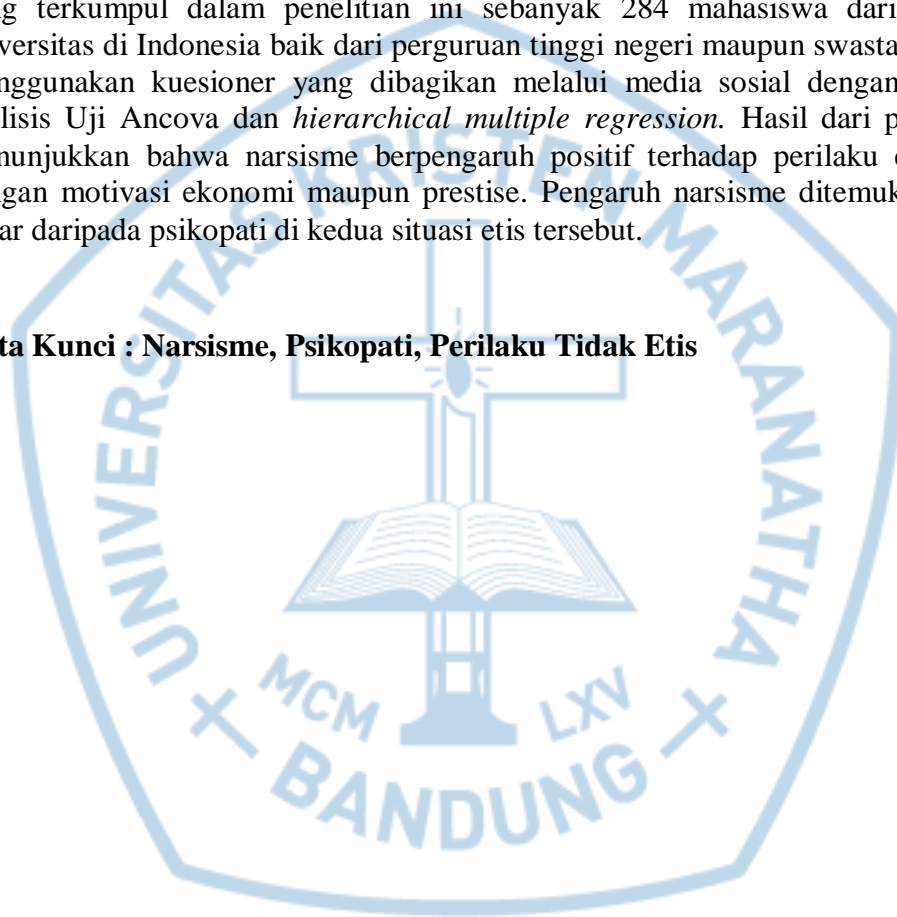 ng terkumpul dalam penelitian ini sebanyak 284 mahasiswa dari
versitas di Indonesia baik dari perguruan tinggi negeri maupun swasta
nggunakan kuesioner yang dibagikan melalui media sosial dengan
lisis Uji Ancova dan hierarchical multiple regression. Hasil dari p
nunjukkan bahwa narsisme berpengaruh positif terhadap perilaku
ngan motivasi ekonomi maupun prestise. Pengaruh narsisme ditemuk
ar daripada psikopati di kedua situasi etis tersebut.
ta Kunci : Narsisme, Psikopati, Perilaku Tidak Etis
UNIVERSITAS KRISTEN MARANATHA
MCM LXV
BANDUNG